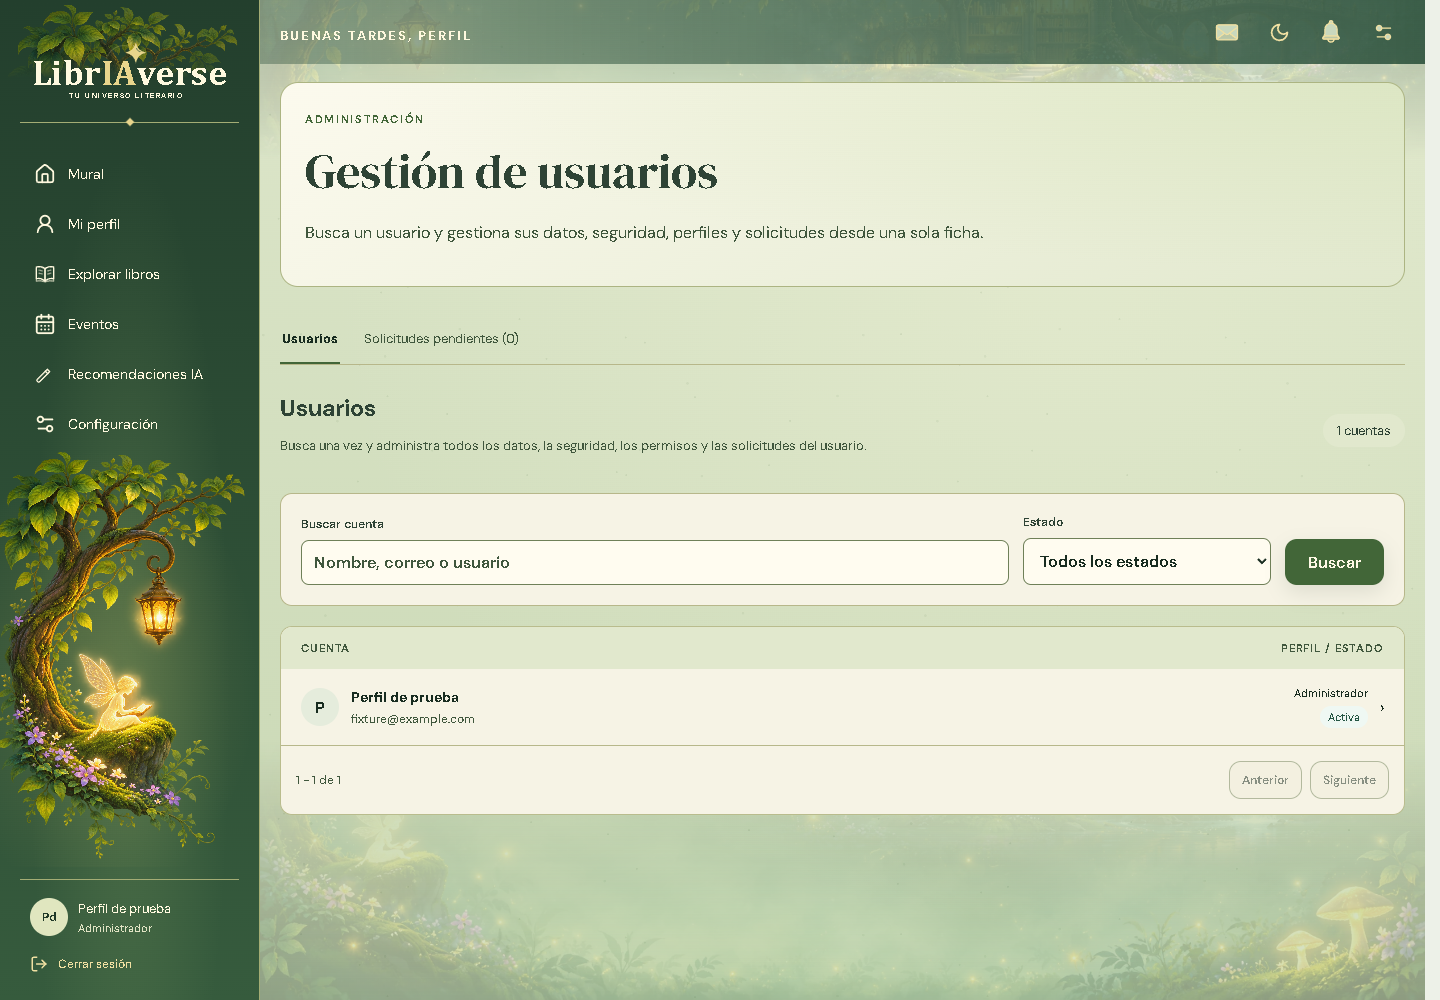 LibrIAverse
TU UNIVERSO LITERARIO
Mural
Mi perfil
Explorar libros
Eventos
Recomendaciones IA
Configuración
Pd
Perfil de prueba
Administrador
Cerrar sesión
BUENAS TARDES, PERFIL
ADMINISTRACIÓN
Gestión de usuarios
Busca un usuario y gestiona sus datos, seguridad, perfiles y solicitudes desde una sola ficha.
Usuarios
Solicitudes pendientes (0)
Usuarios
Busca una vez y administra todos los datos, la seguridad, los permisos y las solicitudes del usuario.
1 cuentas
Buscar cuenta
Nombre, correo o usuario
Estado
Todos los estados
Buscar
CUENTA
PERFIL / ESTADO
P
Perfil de prueba
fixture@example.com
Administrador
Activa
1 – 1 de 1
Anterior
Siguiente